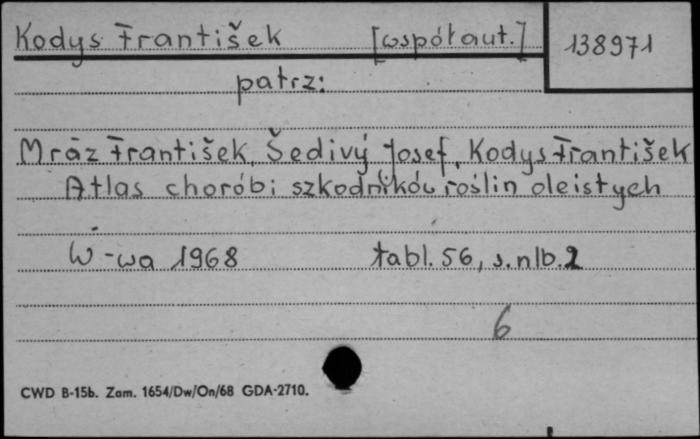 Kodys František [współaut.] 138971
patrz:
Mráz František, Šedivý Josef, Kodys František
Atlas chorób i szkodników roślin oleistych
W-wa 1968 tabl. 56, s.nlb. 2
6
CWD B-15b. Zam. 1654/Dw/On/68 GDA-2710.